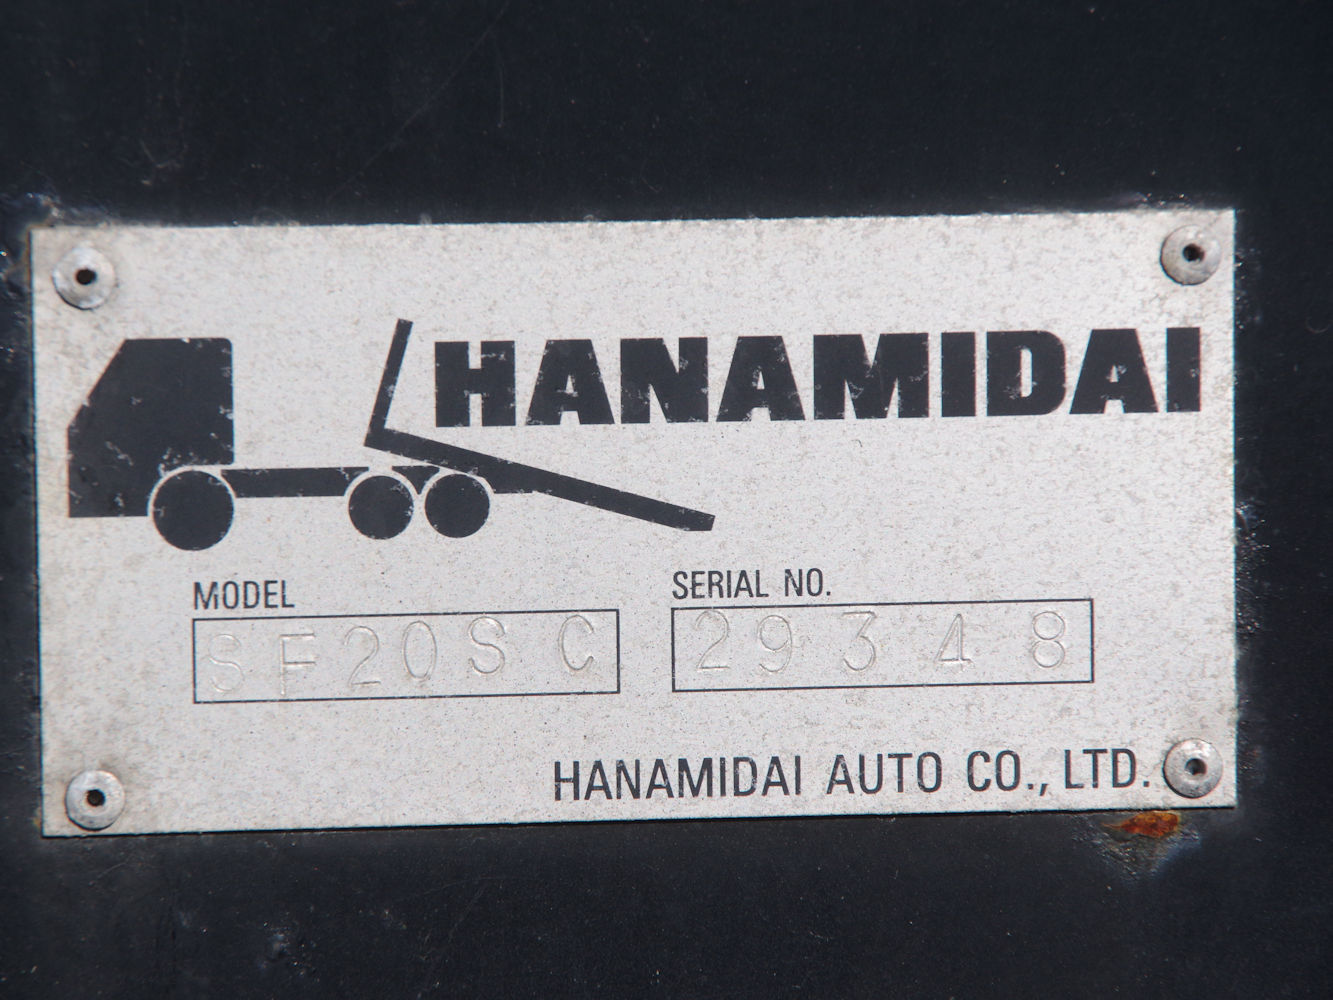 HANAMIDAI
MODEL SERIAL NO.
SF20SC 29348
HANAMIDAI AUTO CO., LTD.